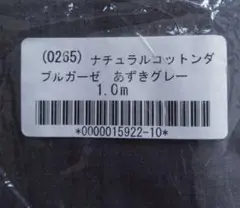 (0265) ナチュラルコットンダ
ブルガーゼ　あずきグレー
1.0m
*0000015922-10*